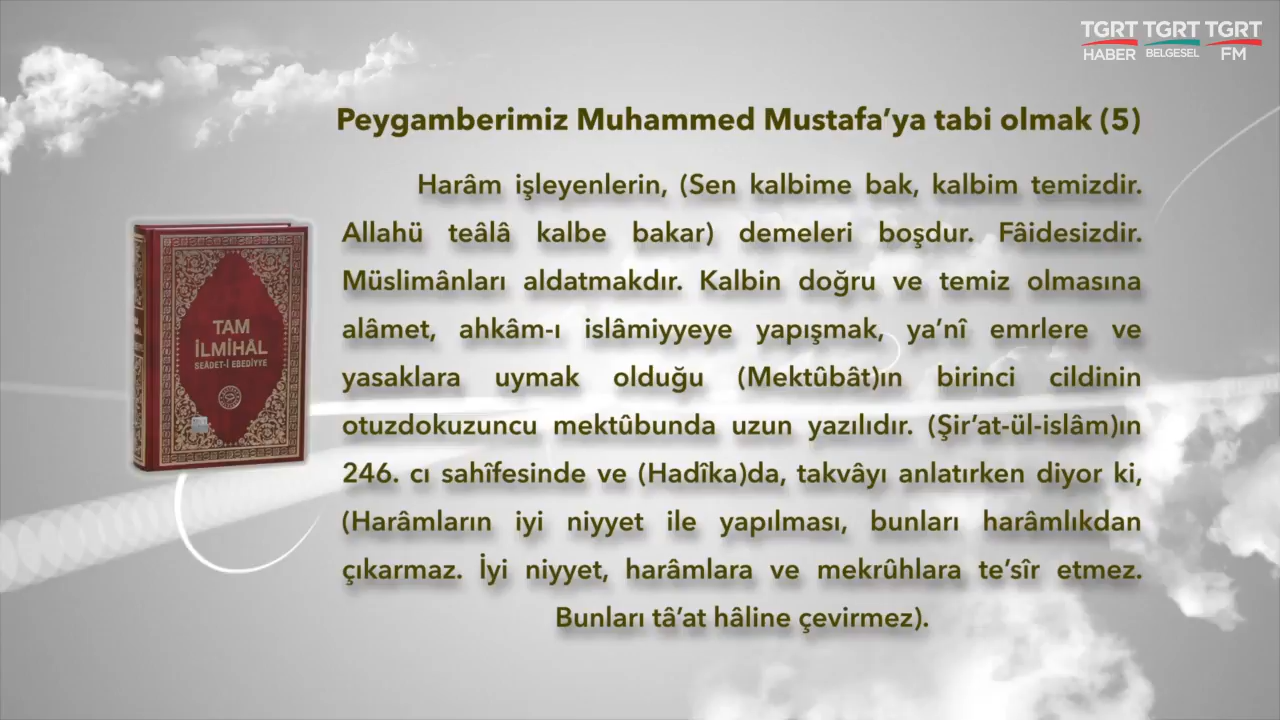 TGRT TGRT TGRT
HABER BELGESEL FM
Peygamberimiz Muhammed Mustafa’ya tabi olmak (5)
Harâm işleyenlerin, (Sen kalbime bak, kalbim temizdir.
Allahü teâlâ kalbe bakar) demeleri boşdur. Fâidesizdir.
Müslimânları aldatmakdır. Kalbin doğru ve temiz olmasına
alâmet, ahkâm-ı islâmiyyeye yapışmak, ya’nî emrlere ve
yasaklara uymak olduğu (Mektûbât)ın birinci cildinin
otuzdokuzuncu mektûbunda uzun yazılıdır. (Şir’at-ül-islâm)ın
246. cı sahîfesinde ve (Hadîka)da, takvâyı anlatırken diyor ki,
(Harâmların iyi niyyet ile yapılması, bunları harâmlıkdan
çıkarmaz. İyi niyyet, harâmlara ve mekrûhlara te’sîr etmez.
Bunları tâ’at hâline çevirmez).
TAM
İLMİHÂL
SEÂDET-İ EBEDİYYE